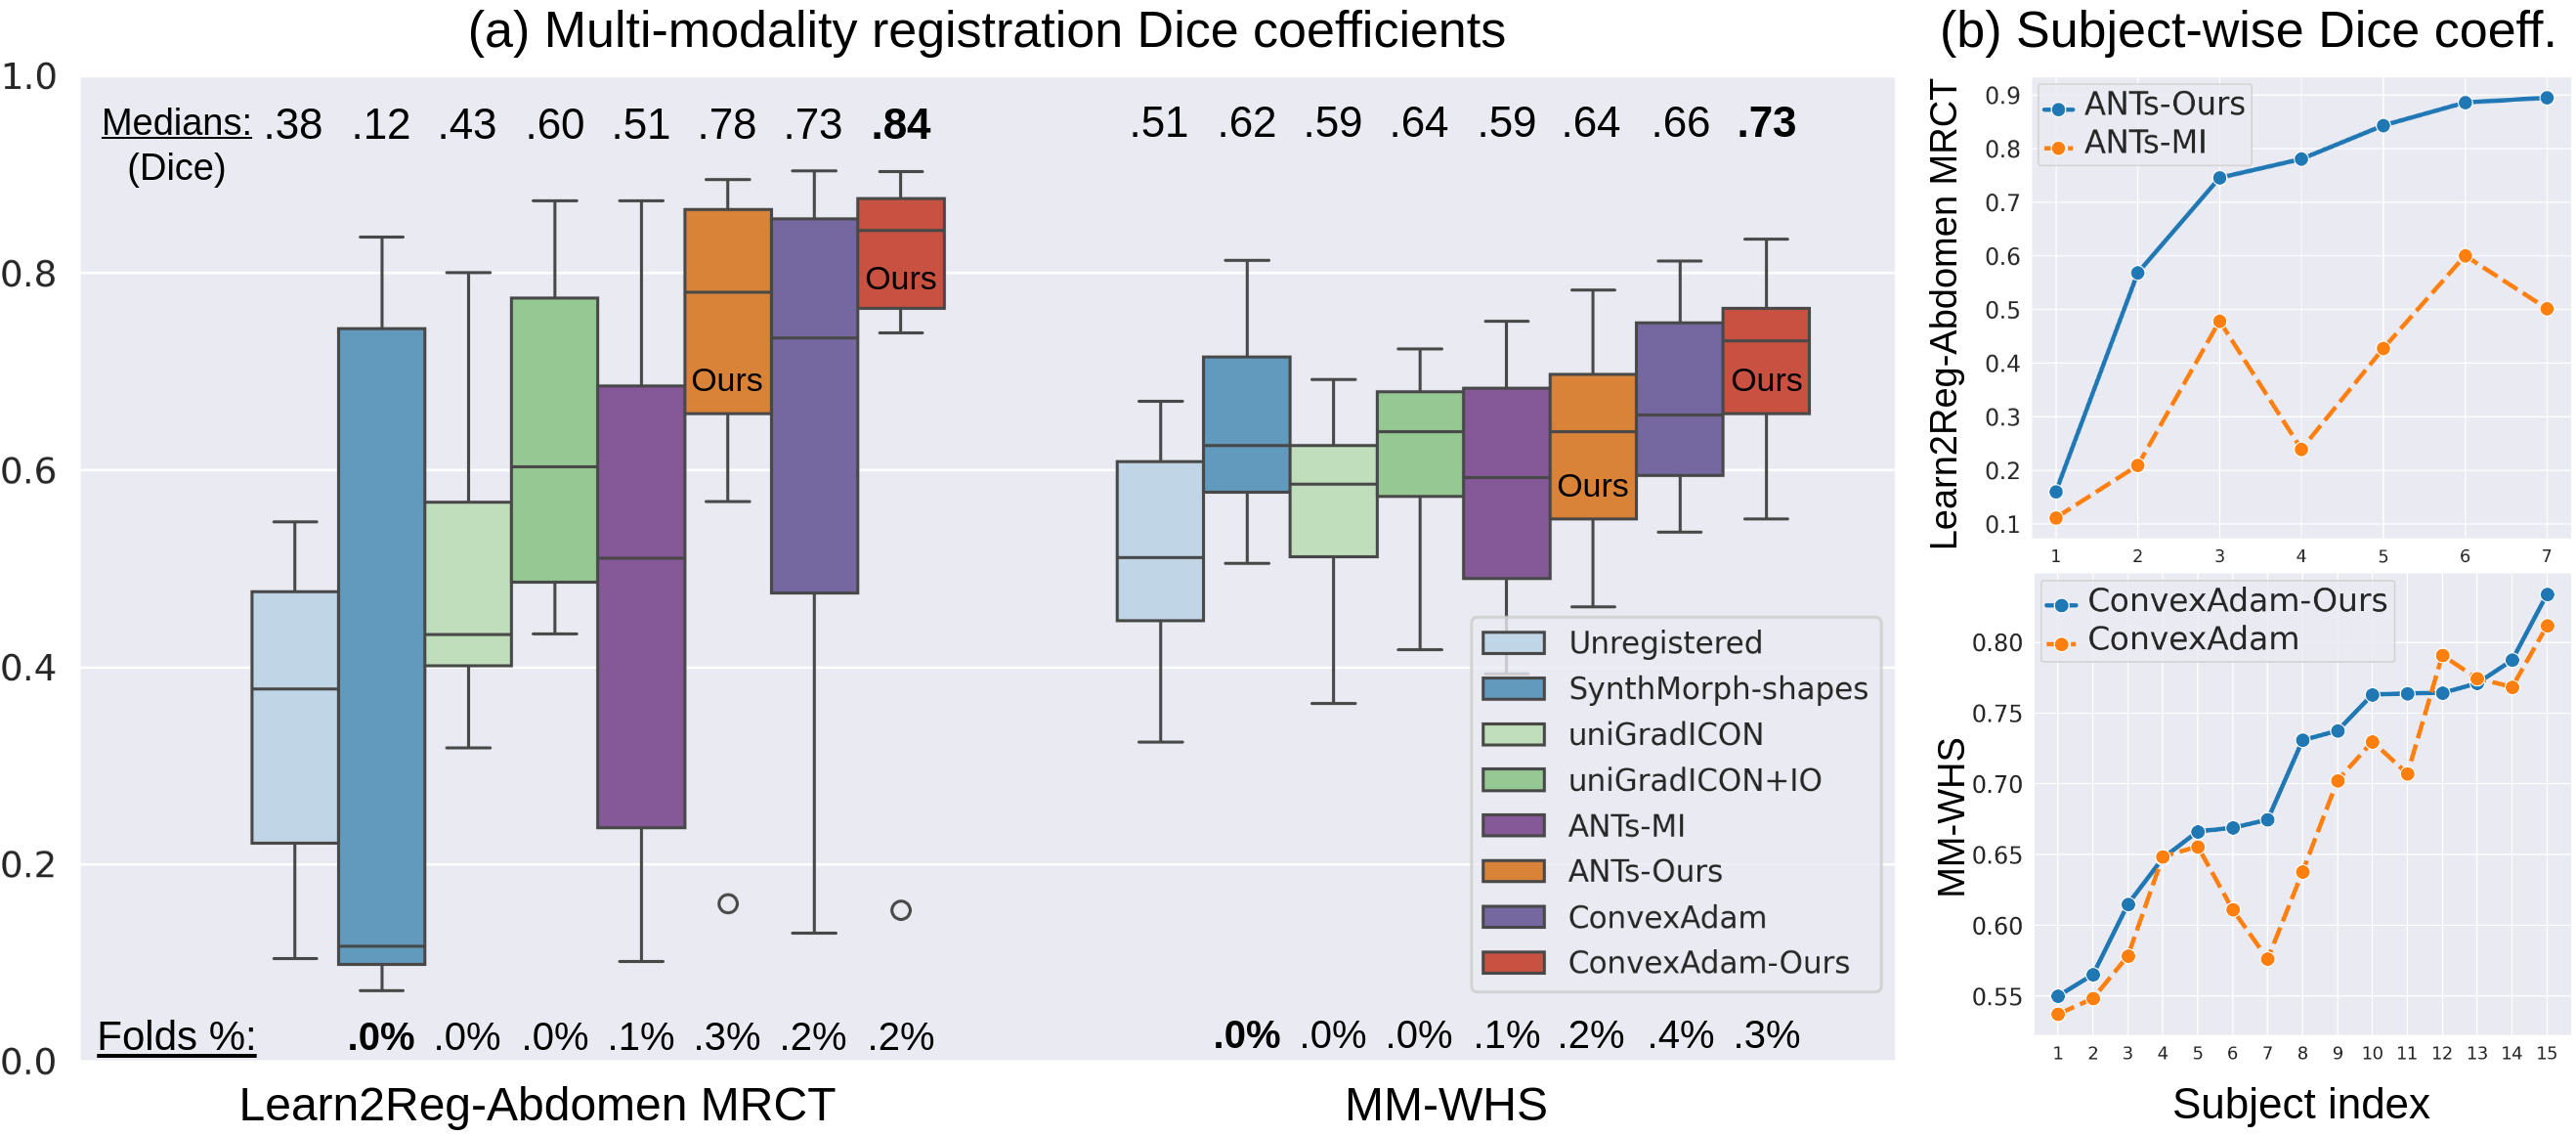 (a) Multi-modality registration Dice coefficients
1.0
0.8
0.6
0.4
0.2
0.0
Medians: .38 .12 .43 .60 .51 .78 .73 .84
(Dice)
.51 .62 .59 .64 .59 .64 .66 .73
Ours
Ours
Ours
Ours
Unregistered
SynthMorph-shapes
uniGradICON
uniGradICON+IO
ANTs-MI
ANTs-Ours
ConvexAdam
ConvexAdam-Ours
Folds %: .0% .0% .0% .1% .3% .2% .2%
.0% .0% .0% .1% .2% .4% .3%
Learn2Reg-Abdomen MRCT
MM-WHS
(b) Subject-wise Dice coeff.
Learn2Reg-Abdomen MRCT
0.9
0.8
0.7
0.6
0.5
0.4
0.3
0.2
0.1
ANTs-Ours
ANTs-MI
1 2 3 4 5 6 7
MM-WHS
0.80
0.75
0.70
0.65
0.60
0.55
ConvexAdam-Ours
ConvexAdam
1 2 3 4 5 6 7 8 9 10 11 12 13 14 15
Subject index